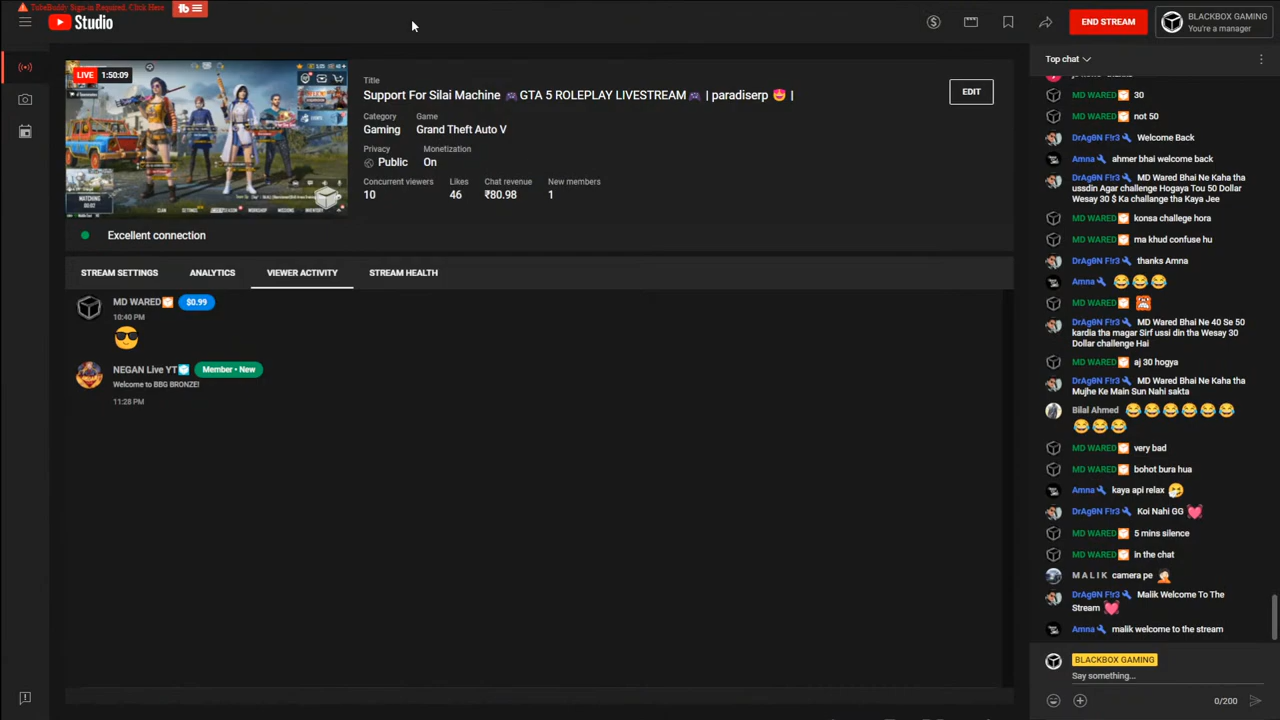 TubeBuddy Sign-in Required. Click Here
tb
Studio
END STREAM
BLACKBOX GAMING
You're a manager
LIVE 1:50:09
MATCHING
Title
Support For Silai Machine 🎮 GTA 5 ROLEPLAY LIVESTREAM 🎮 | paradiserp 😍 |
EDIT
Category
Game
Gaming
Grand Theft Auto V
Privacy
Monetization
Public
On
Concurrent viewers
Likes
Chat revenue
New members
10
46
₹80.98
1
Excellent connection
STREAM SETTINGS
ANALYTICS
VIEWER ACTIVITY
STREAM HEALTH
MD WARED $0.99
10:40 PM
😎
NEGAN Live YT Member • New
Welcome to BBG BRONZE!
11:28 PM
Top chat
MD WARED 30
MD WARED not 50
DrAgθN F!r3 Welcome Back
Amna ahmer bhai welcome back
DrAgθN F!r3 MD Wared Bhai Ne Kaha tha
ussdin Agar challenge Hogaya Tou 50 Dollar
Wesay 30 $ Ka challange tha Kaya Jee
MD WARED konsa challege hora
MD WARED ma khud confuse hu
DrAgθN F!r3 thanks Amna
Amna 😂😂😂
MD WARED
DrAgθN F!r3 MD Wared Bhai Ne 40 Se 50
kardia tha magar Sirf ussi din tha Wesay 30
Dollar challenge Hai
MD WARED aj 30 hogya
DrAgθN F!r3 MD Wared Bhai Ne Kaha tha
Mujhe Ke Main Sun Nahi sakta
Bilal Ahmed 😂😂😂😂😂😂
😂😂😂
MD WARED very bad
MD WARED bohot bura hua
Amna kaya api relax 🤧
DrAgθN F!r3 Koi Nahi GG 💓
MD WARED 5 mins silence
MD WARED in the chat
M A L I K camera pe 🤦🏻
DrAgθN F!r3 Malik Welcome To The
Stream 💓
Amna malik welcome to the stream
BLACKBOX GAMING
Say something...
0/200